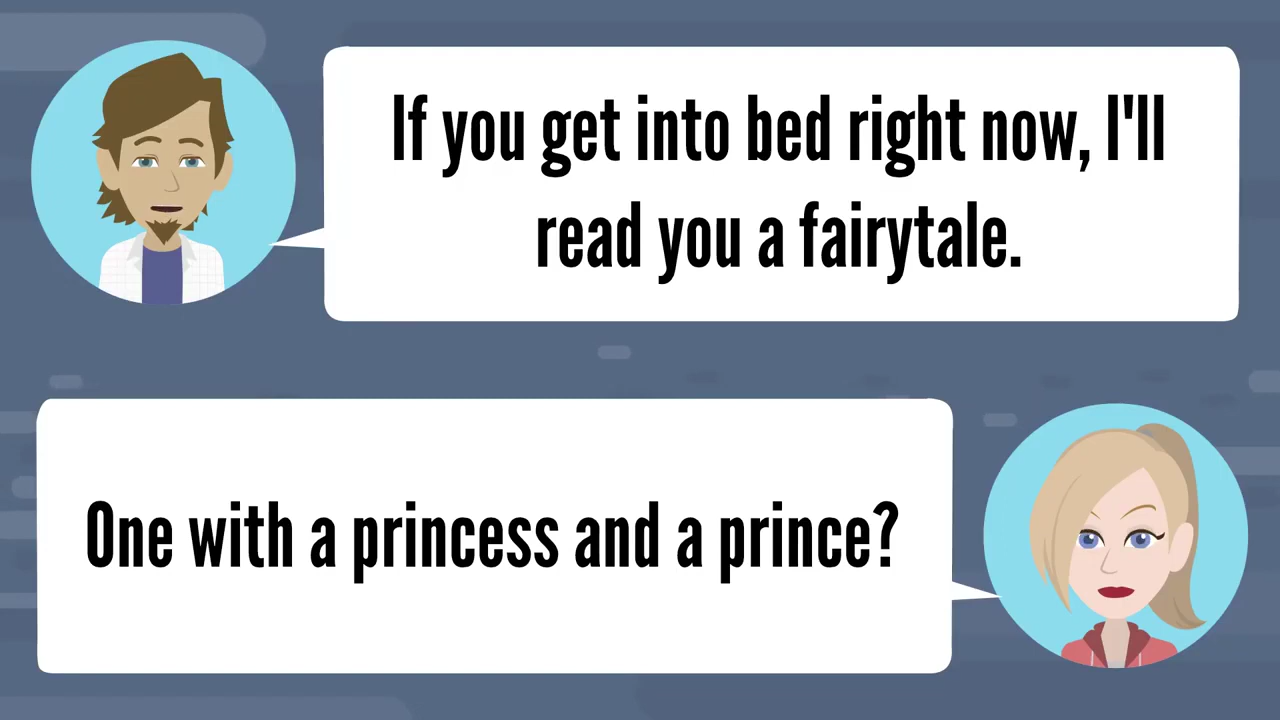 If you get into bed right now, I'll
read you a fairytale.
One with a princess and a prince?